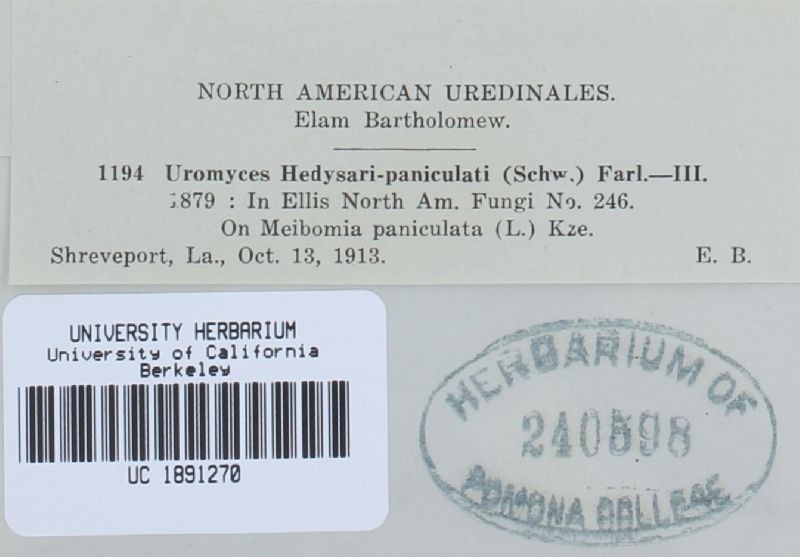 NORTH AMERICAN UREDINALES.
Elam Bartholomew.
1194 Uromyces Hedysari-paniculati (Schw.) Farl.—III.
1879 : In Ellis North Am. Fungi No. 246.
On Meibomia paniculata (L.) Kze.
Shreveport, La., Oct. 13, 1913. E. B.
UNIVERSITY HERBARIUM
University of California
Berkeley
UC 1891270
HERBARIUM OF
240598
POMONA COLLEGE